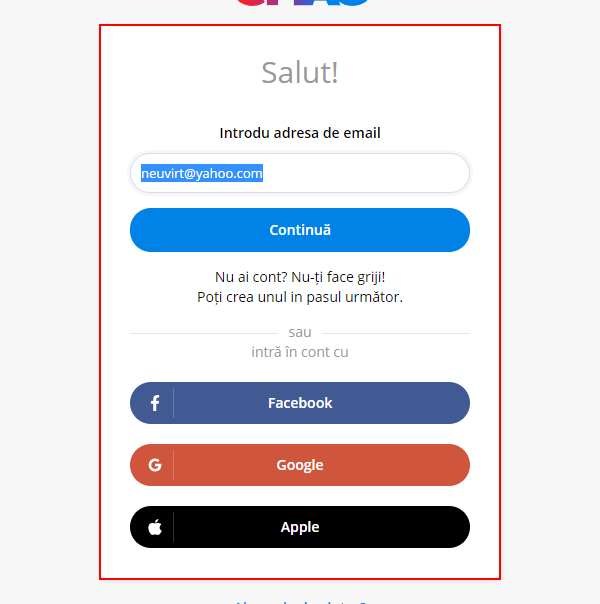 Salut!
Introdu adresa de email
neuvirt@yahoo.com
Continuă
Nu ai cont? Nu-ți face griji!
Poți crea unul in pasul următor.
sau
intră în cont cu
Facebook
Google
Apple